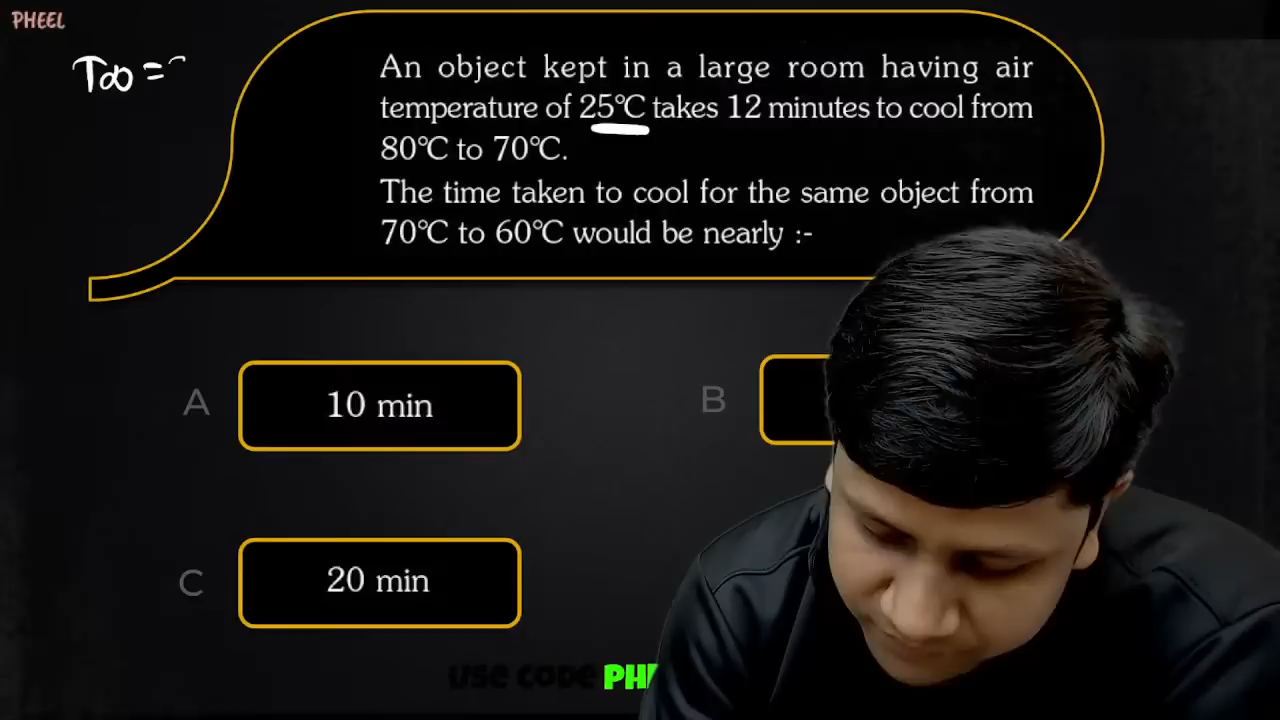 PHEEL
T∞ =
An object kept in a large room having air
temperature of 25°C takes 12 minutes to cool from
80°C to 70°C.
The time taken to cool for the same object from
70°C to 60°C would be nearly :-
A 10 min
B
C 20 min
USE CODE